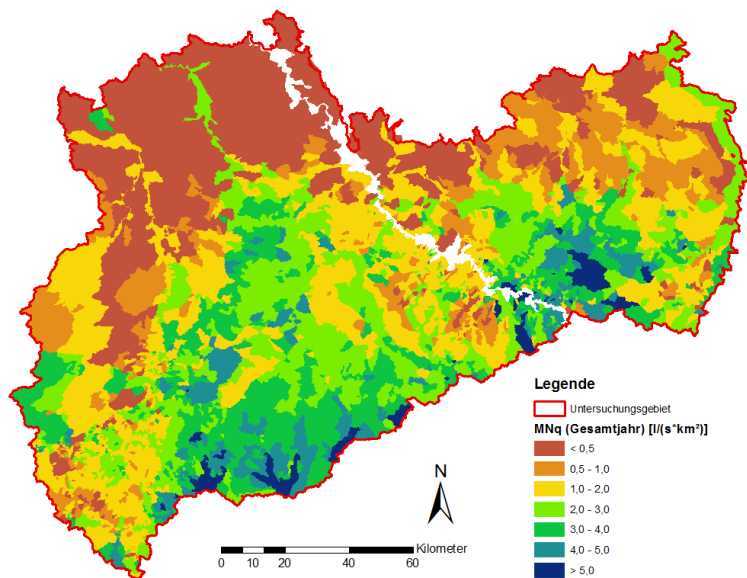 Legende
Untersuchungsgebiet
MNq (Gesamtjahr) [l/(s*km²)]
< 0,5
0,5 - 1,0
1,0 - 2,0
2,0 - 3,0
3,0 - 4,0
4,0 - 5,0
> 5,0
N
Kilometer
0 10 20 40 60